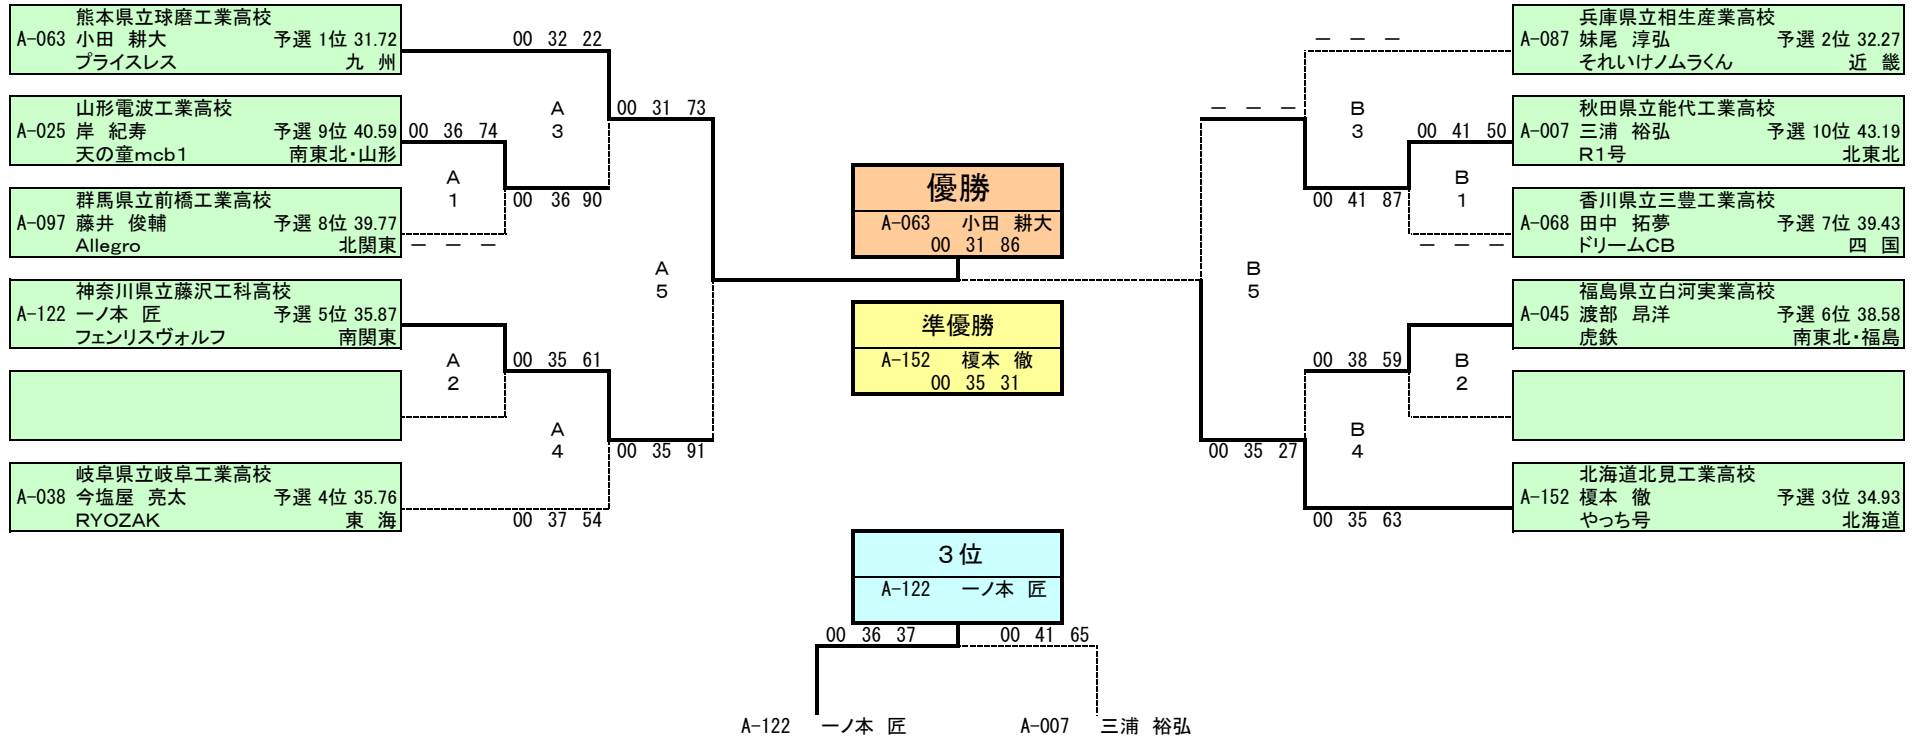 熊本県立球磨工業高校
A-063 小田 耕大 予選 1位 31.72
プライスレス 九 州
00 32 22
山形電波工業高校
A-025 岸 紀寿 予選 9位 40.59
天の童mcb1 南東北・山形
00 36 74
A
1
群馬県立前橋工業高校
A-097 藤井 俊輔 予選 8位 39.77
Allegro 北関東
－ － －
A
3
00 36 90
00 31 73
神奈川県立藤沢工科高校
A-122 一ノ本 匠 予選 5位 35.87
フェンリスヴォルフ 南関東
A
2
00 35 61
A
4
岐阜県立岐阜工業高校
A-038 今塩屋 亮太 予選 4位 35.76
RYOZAK 東 海
00 37 54
00 35 91
A
5
優勝
A-063 小田 耕大
00 31 86
準優勝
A-152 榎本 徹
00 35 31
3位
A-122 一ノ本 匠
00 36 37
00 41 65
A-122 一ノ本 匠
A-007 三浦 裕弘
兵庫県立相生産業高校
A-087 妹尾 淳弘 予選 2位 32.27
それいけノムラくん 近 畿
－ － －
秋田県立能代工業高校
A-007 三浦 裕弘 予選 10位 43.19
R1号 北東北
00 41 50
B
1
香川県立三豊工業高校
A-068 田中 拓夢 予選 7位 39.43
ドリームCB 四 国
－ － －
B
3
00 41 87
－ － －
福島県立白河実業高校
A-045 渡部 昂洋 予選 6位 38.58
虎鉄 南東北・福島
B
2
00 38 59
B
4
北海道北見工業高校
A-152 榎本 徹 予選 3位 34.93
やっち号 北海道
00 35 63
00 35 27
B
5